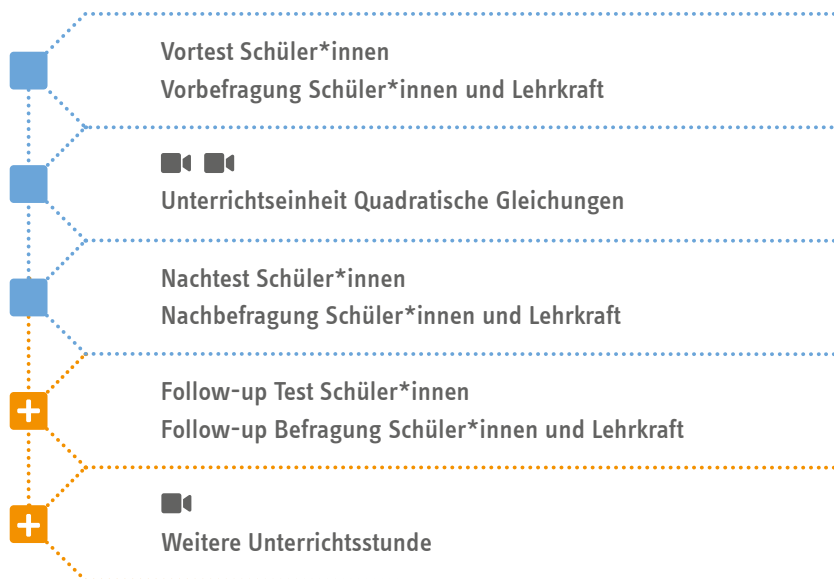 Vortest Schüler*innen
Vorbefragung Schüler*innen und Lehrkraft
Unterrichtseinheit Quadratische Gleichungen
Nachtest Schüler*innen
Nachbefragung Schüler*innen und Lehrkraft
Follow-up Test Schüler*innen
Follow-up Befragung Schüler*innen und Lehrkraft
Weitere Unterrichtsstunde